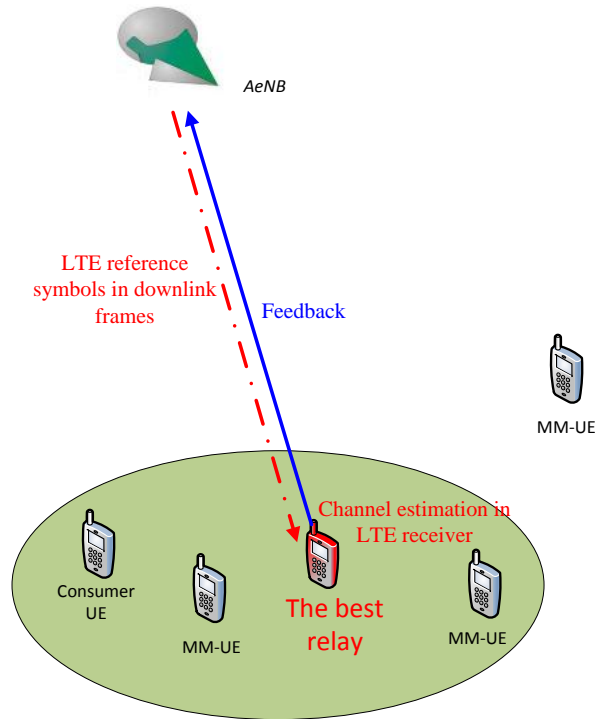 AeNB
LTE reference
symbols in downlink
frames
Feedback
MM-UE
Channel estimation in
LTE receiver
Consumer
UE
MM-UE
The best
relay
MM-UE